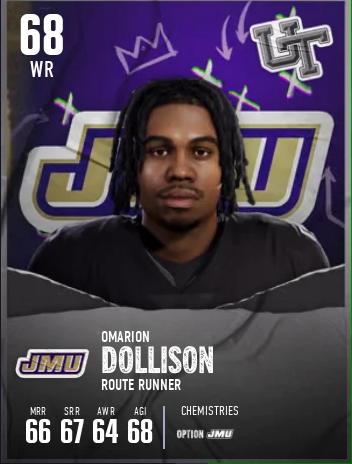 68
WR
UT
JMU
OMARION
JMU
DOLLISON
ROUTE RUNNER
MRR SRR AWR AGI
66 67 64 68
CHEMISTRIES
OPTION JMU